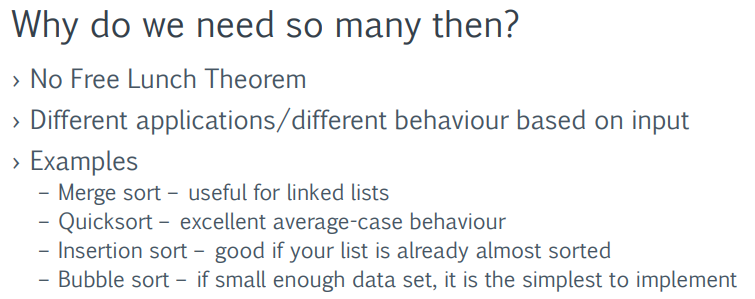 Why do we need so many then?
› No Free Lunch Theorem
› Different applications/different behaviour based on input
› Examples
– Merge sort – useful for linked lists
– Quicksort – excellent average-case behaviour
– Insertion sort – good if your list is already almost sorted
– Bubble sort – if small enough data set, it is the simplest to implement